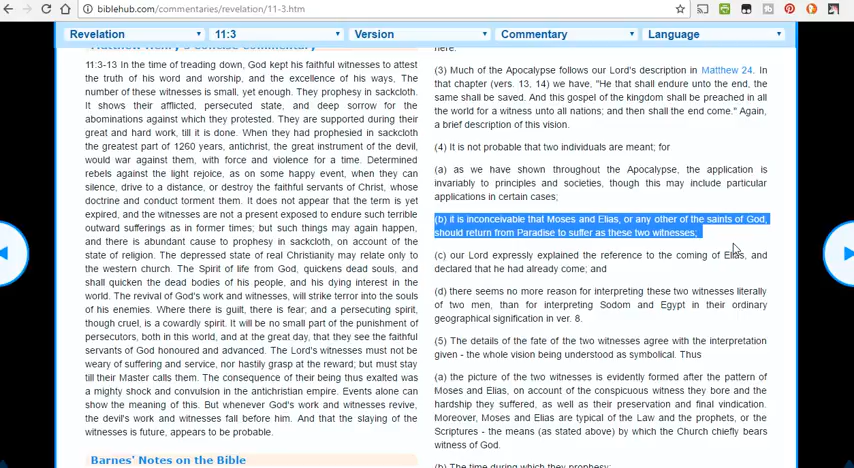 biblehub.com/commentaries/revelation/11-3.htm
Revelation
11:3
Version
Commentary
Language
11:3-13 In the time of treading down, God kept his faithful witnesses to attest
the truth of his word and worship, and the excellence of his ways, The
number of these witnesses is small, yet enough. They prophesy in sackcloth.
It shows their afflicted, persecuted state, and deep sorrow for the
abominations against which they protested. They are supported during their
great and hard work, till it is done. When they had prophesied in sackcloth
the greatest part of 1260 years, antichrist, the great instrument of the devil,
would war against them, with force and violence for a time. Determined
rebels against the light rejoice, as on some happy event, when they can
silence, drive to a distance, or destroy the faithful servants of Christ, whose
doctrine and conduct torment them. It does not appear that the term is yet
expired, and the witnesses are not a present exposed to endure such terrible
outward sufferings as in former times; but such things may again happen,
and there is abundant cause to prophesy in sackcloth, on account of the
state of religion. The depressed state of real Christianity may relate only to
the western church. The Spirit of life from God, quickens dead souls, and
shall quicken the dead bodies of his people, and his dying interest in the
world. The revival of God's work and witnesses, will strike terror into the souls
of his enemies. Where there is guilt, there is fear; and a persecuting spirit,
though cruel, is a cowardly spirit. It will be no small part of the punishment of
persecutors, both in this world, and at the great day, that they see the faithful
servants of God honoured and advanced. The Lord's witnesses must not be
weary of suffering and service, nor hastily grasp at the reward; but must stay
till their Master calls them. The consequence of their being thus exalted was
a mighty shock and convulsion in the antichristian empire. Events alone can
show the meaning of this. But whenever God's work and witnesses revive,
the devil's work and witnesses fall before him. And that the slaying of the
witnesses is future, appears to be probable.
Barnes' Notes on the Bible
here.
(3) Much of the Apocalypse follows our Lord's description in Matthew 24. In
that chapter (vers. 13, 14) we have, "He that shall endure unto the end, the
same shall be saved. And this gospel of the kingdom shall be preached in all
the world for a witness unto all nations; and then shall the end come." Again,
a brief description of this vision.
(4) It is not probable that two individuals are meant; for
(a) as we have shown throughout the Apocalypse, the application is
invariably to principles and societies, though this may include particular
applications in certain cases;
(b) it is inconceivable that Moses and Elias, or any other of the saints of God,
should return from Paradise to suffer as these two witnesses;
(c) our Lord expressly explained the reference to the coming of Elias, and
declared that he had already come; and
(d) there seems no more reason for interpreting these two witnesses literally
of two men, than for interpreting Sodom and Egypt in their ordinary
geographical signification in ver. 8.
(5) The details of the fate of the two witnesses agree with the interpretation
given - the whole vision being understood as symbolical. Thus
(a) the picture of the two witnesses is evidently formed after the pattern of
Moses and Elias, on account of the conspicuous witness they bore and the
hardship they suffered, as well as their preservation and final vindication.
Moreover, Moses and Elias are typical of the Law and the prophets, or the
Scriptures - the means (as stated above) by which the Church chiefly bears
witness of God.
(b) The time during which they prophesy;